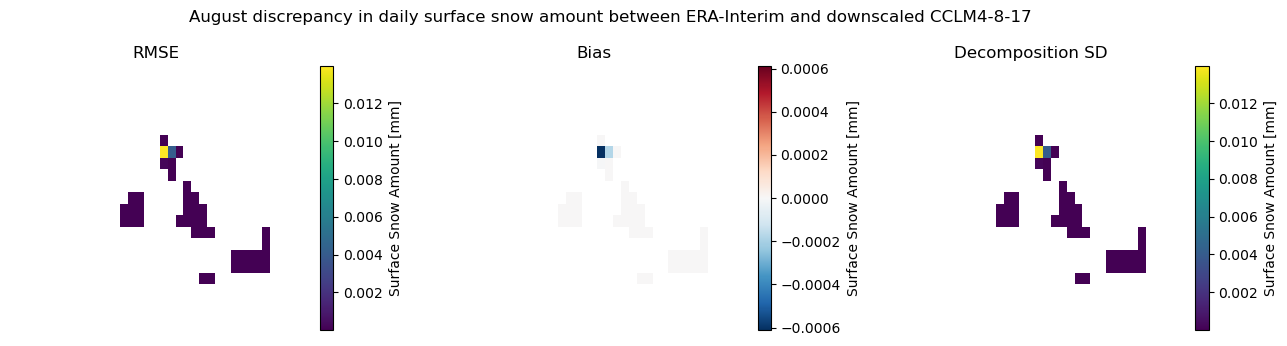 August discrepancy in daily surface snow amount between ERA-Interim and downscaled CCLM4-8-17
RMSE
0.012
0.010
0.008
0.006
0.004
0.002
Surface Snow Amount [mm]
Bias
0.0006
0.0004
0.0002
0.0000
−0.0002
−0.0004
−0.0006
Surface Snow Amount [mm]
Decomposition SD
0.012
0.010
0.008
0.006
0.004
0.002
Surface Snow Amount [mm]